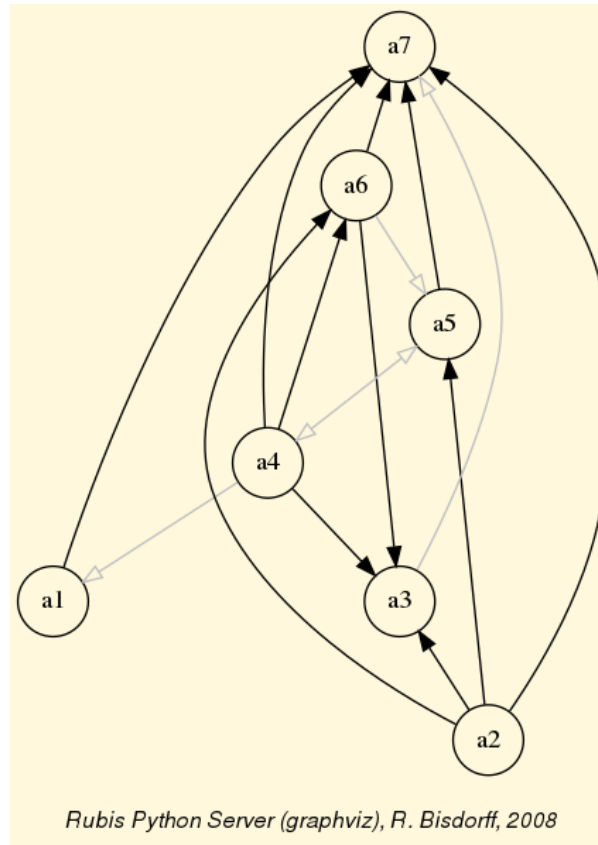 a7
a6
a5
a4
a1
a3
a2
Rubis Python Server (graphviz), R. Bisdorff, 2008